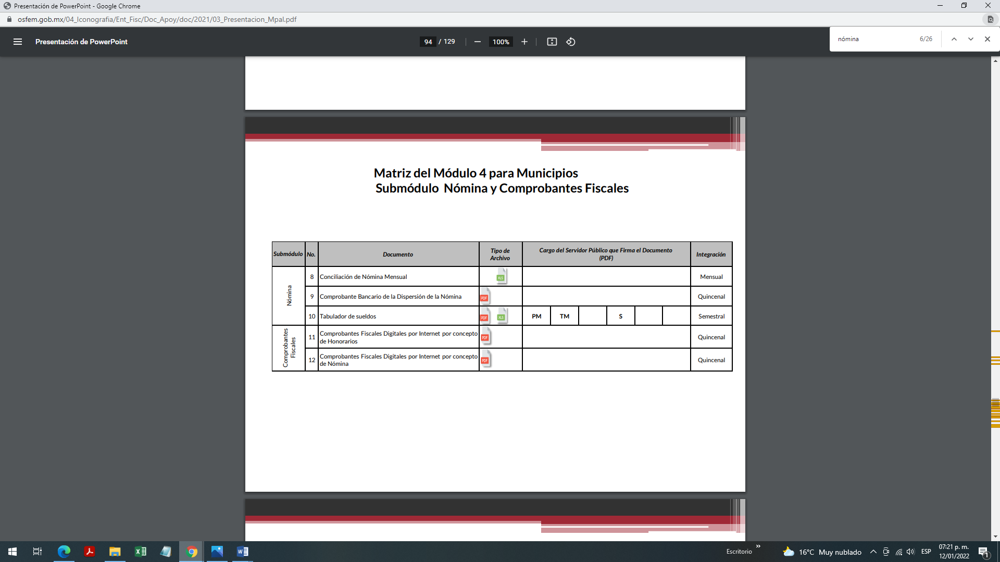 Presentación de PowerPoint - Google Chrome
osfem.gob.mx/04_Iconografia/Ent_Fisc/Doc_Apoy/doc/2021/03_Presentacion_Mpal.pdf
Presentación de PowerPoint
94 / 129
100%
nómina 6/26
Matriz del Módulo 4 para Municipios
Submódulo Nómina y Comprobantes Fiscales
Submódulo No. Documento Tipo de Archivo Cargo del Servidor Público que Firma el Documento (PDF) Integración
Nómina
8 Conciliación de Nómina Mensual XLS Mensual
9 Comprobante Bancario de la Dispersión de la Nómina PDF Quincenal
10 Tabulador de sueldos PDF XLS PM TM S Semestral
Comprobantes Fiscales
11 Comprobantes Fiscales Digitales por Internet por concepto de Honorarios PDF Quincenal
12 Comprobantes Fiscales Digitales por Internet por concepto de Nómina PDF Quincenal
Escritorio
16°C Muy nublado
ESP
07:21 p. m.
12/01/2022
1